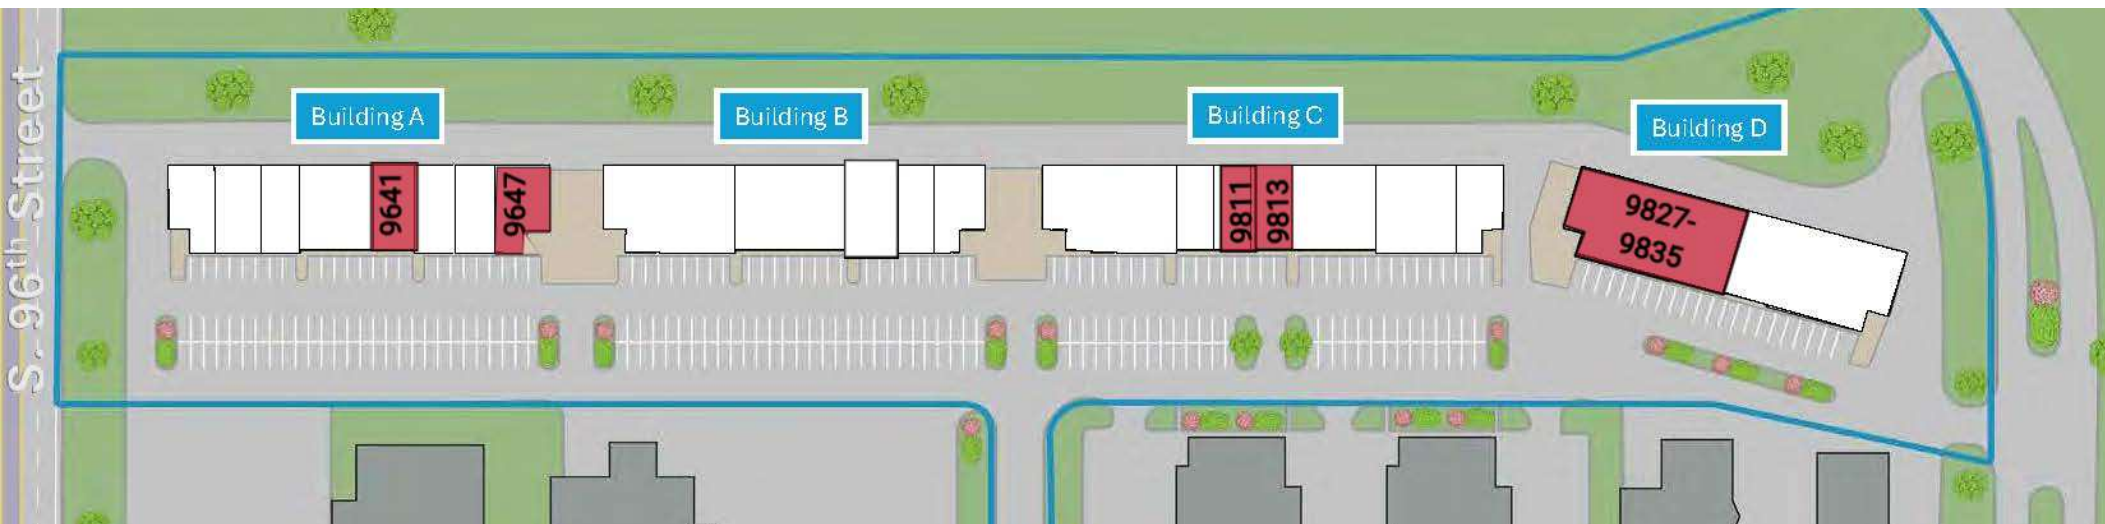 S. 96th Street
Building A
Building B
Building C
Building D
9641
9647
9811
9813
9827-
9835